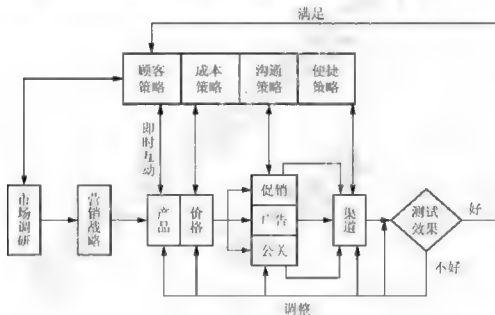 满足
顾客 成本 沟通 便捷
策略 策略 策略 策略
即时互动
市场调研
营销战略
产品
价格
促销
广告
公关
渠道
测试
效果
好
不好
调整